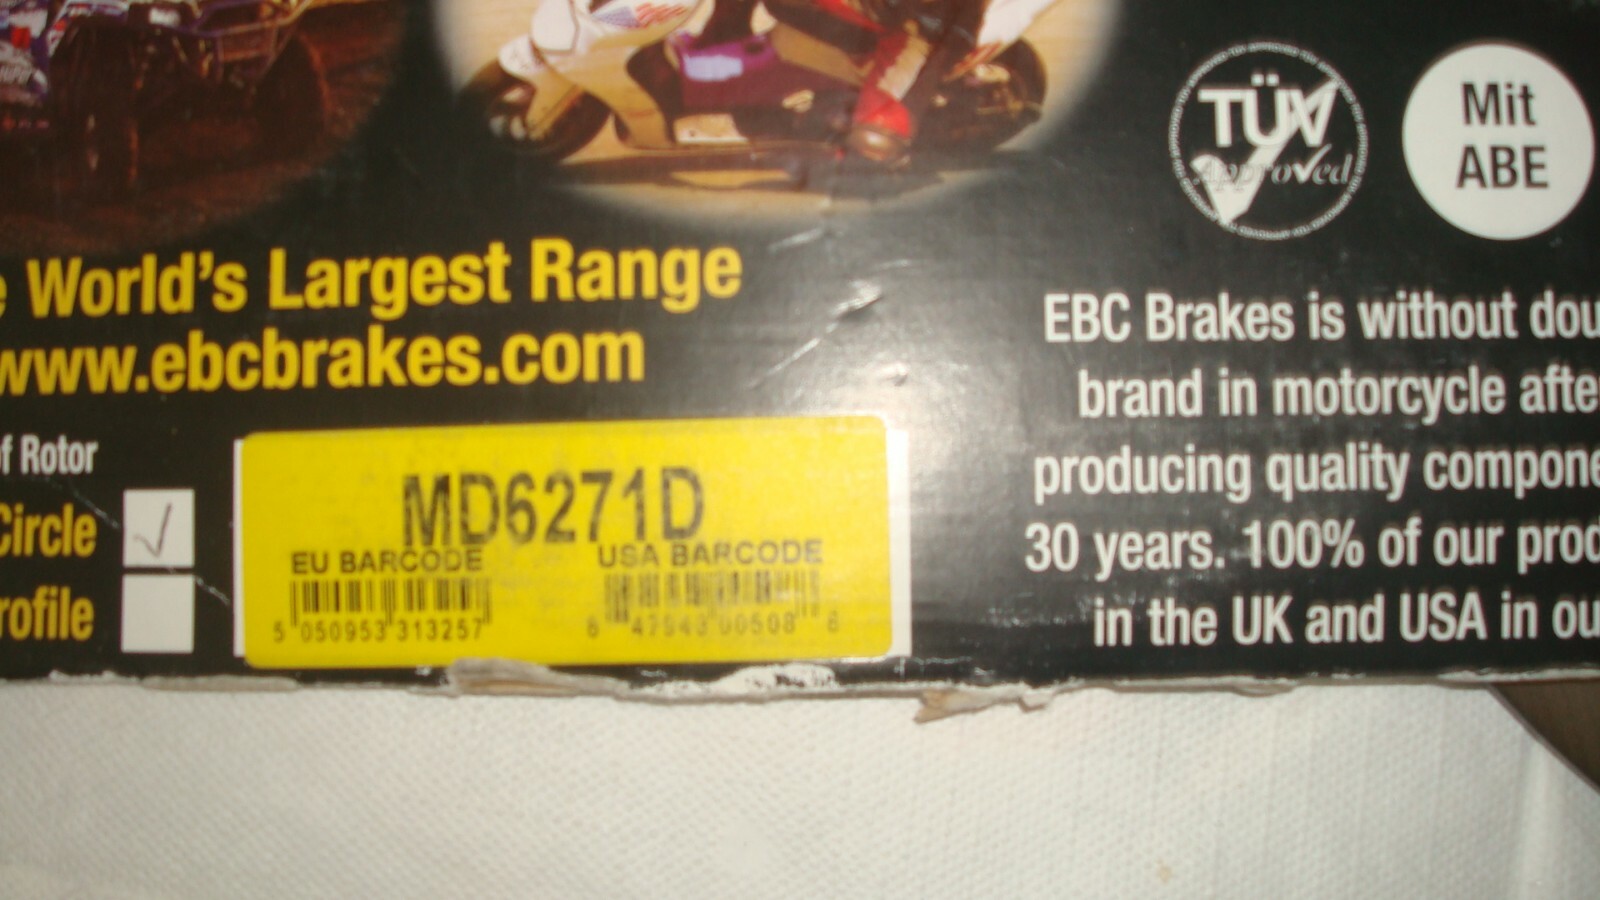 TÜV
Approved
Mit
ABE
World's Largest Range
www.ebcbrakes.com
of Rotor
Circle
MD6271D
EU BARCODE
USA BARCODE
5 050953 313257
6 47943 00508 6
EBC Brakes is without dou
brand in motorcycle afte
producing quality compone
30 years. 100% of our prod
in the UK and USA in ou